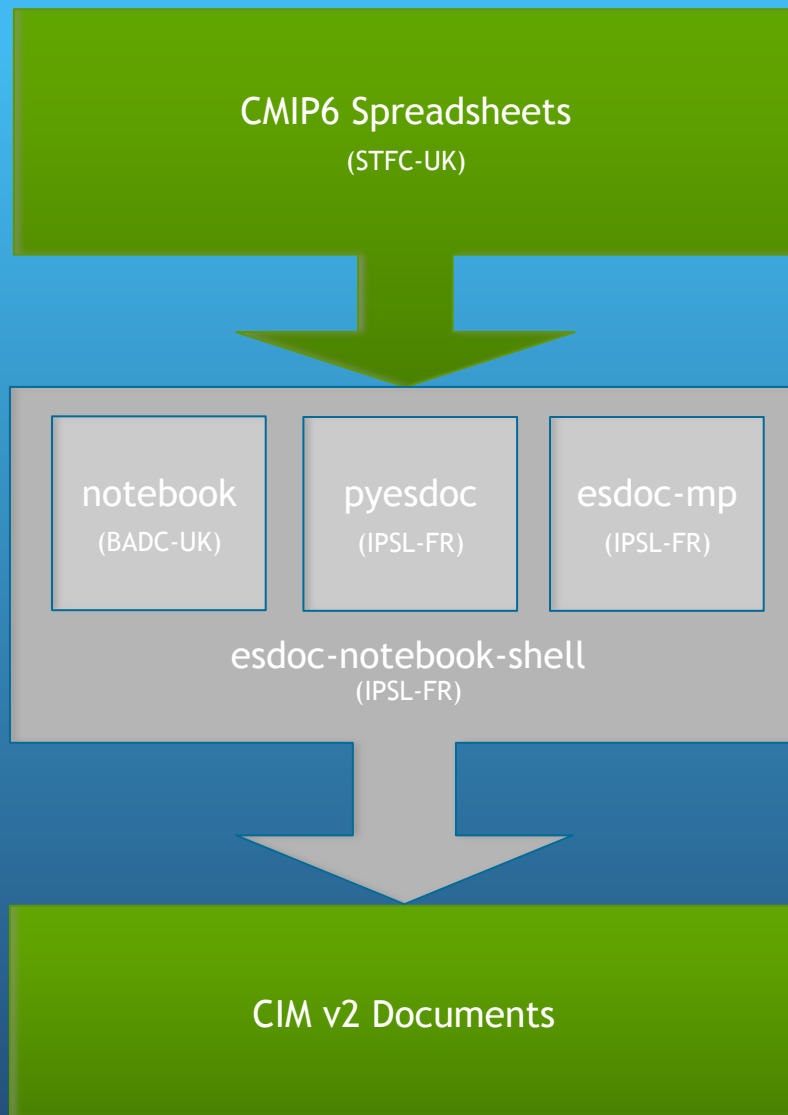 CMIP6 Spreadsheets
(STFC-UK)
notebook
(BADC-UK)
pyesdoc
(IPSL-FR)
esdoc-mp
(IPSL-FR)
esdoc-notebook-shell
(IPSL-FR)
CIM v2 Documents